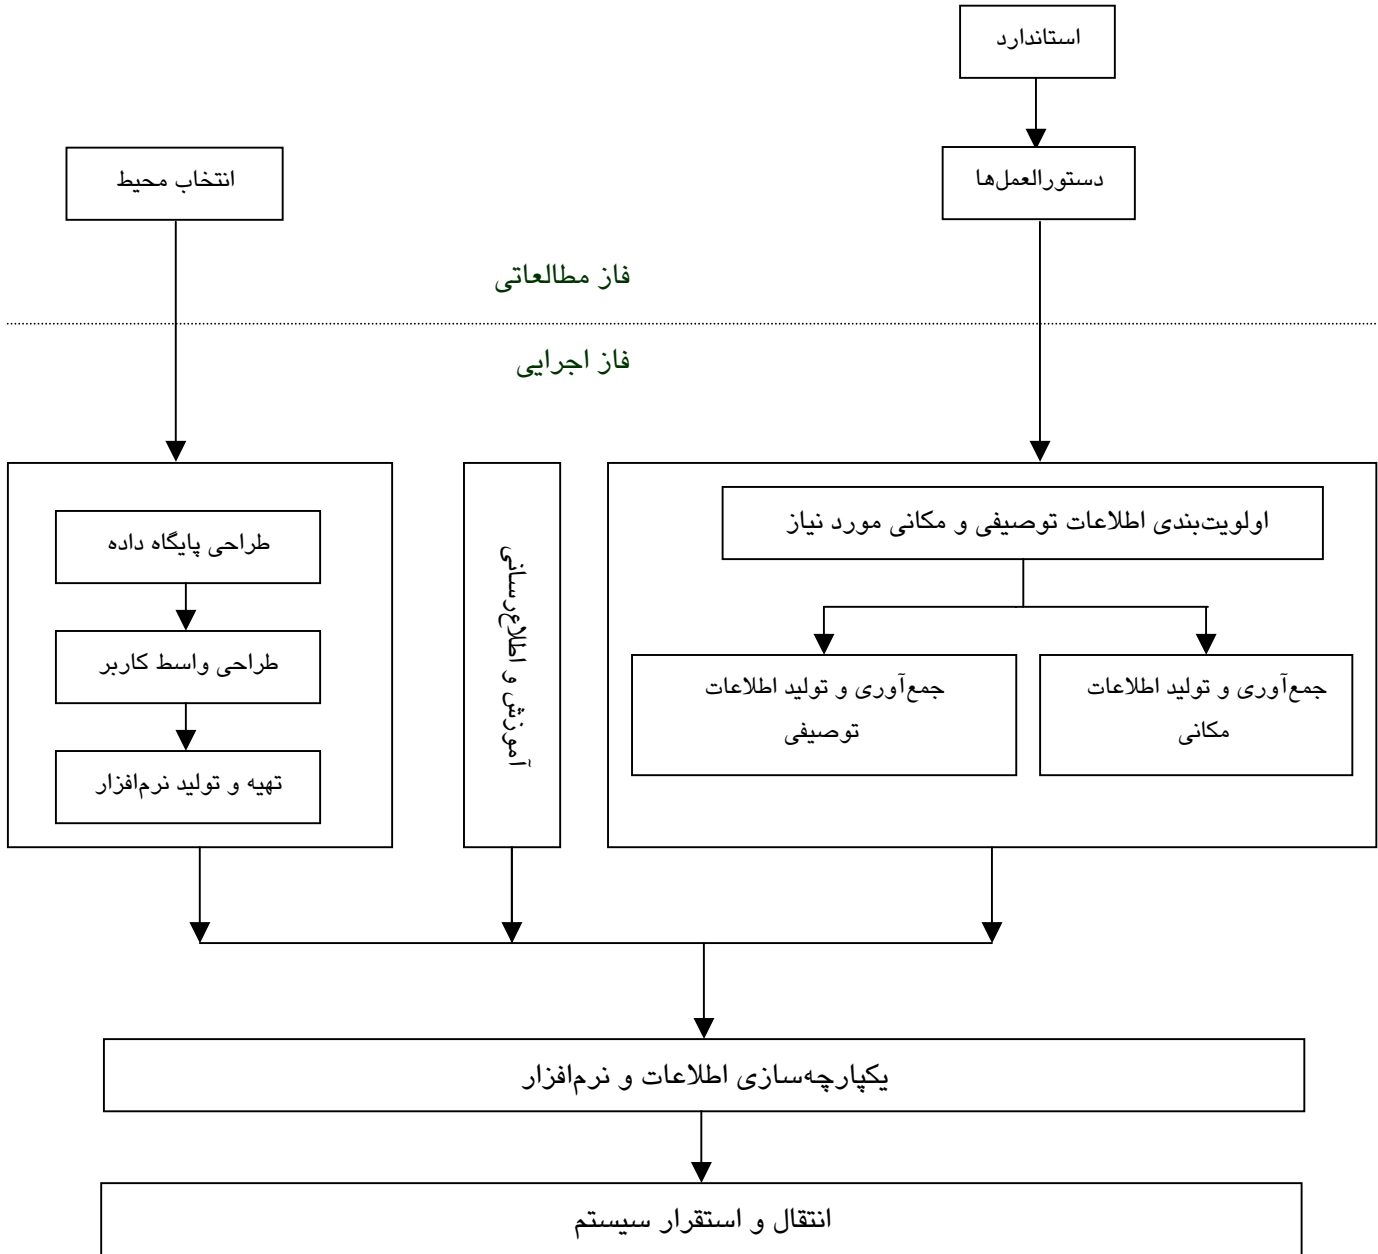 استاندارد
انتخاب محیط
دستورالعمل‌ها
فاز مطالعاتی
فاز اجرایی
اولویت‌بندی اطلاعات توصیفی و مکانی مورد نیاز
جمع‌آوری و تولید اطلاعات
مکانی
جمع‌آوری و تولید اطلاعات
توصیفی
آموزش و اطلاع‌رسانی
طراحی پایگاه داده
طراحی واسط کاربر
تهیه و تولید نرم‌افزار
یکپارچه‌سازی اطلاعات و نرم‌افزار
انتقال و استقرار سیستم